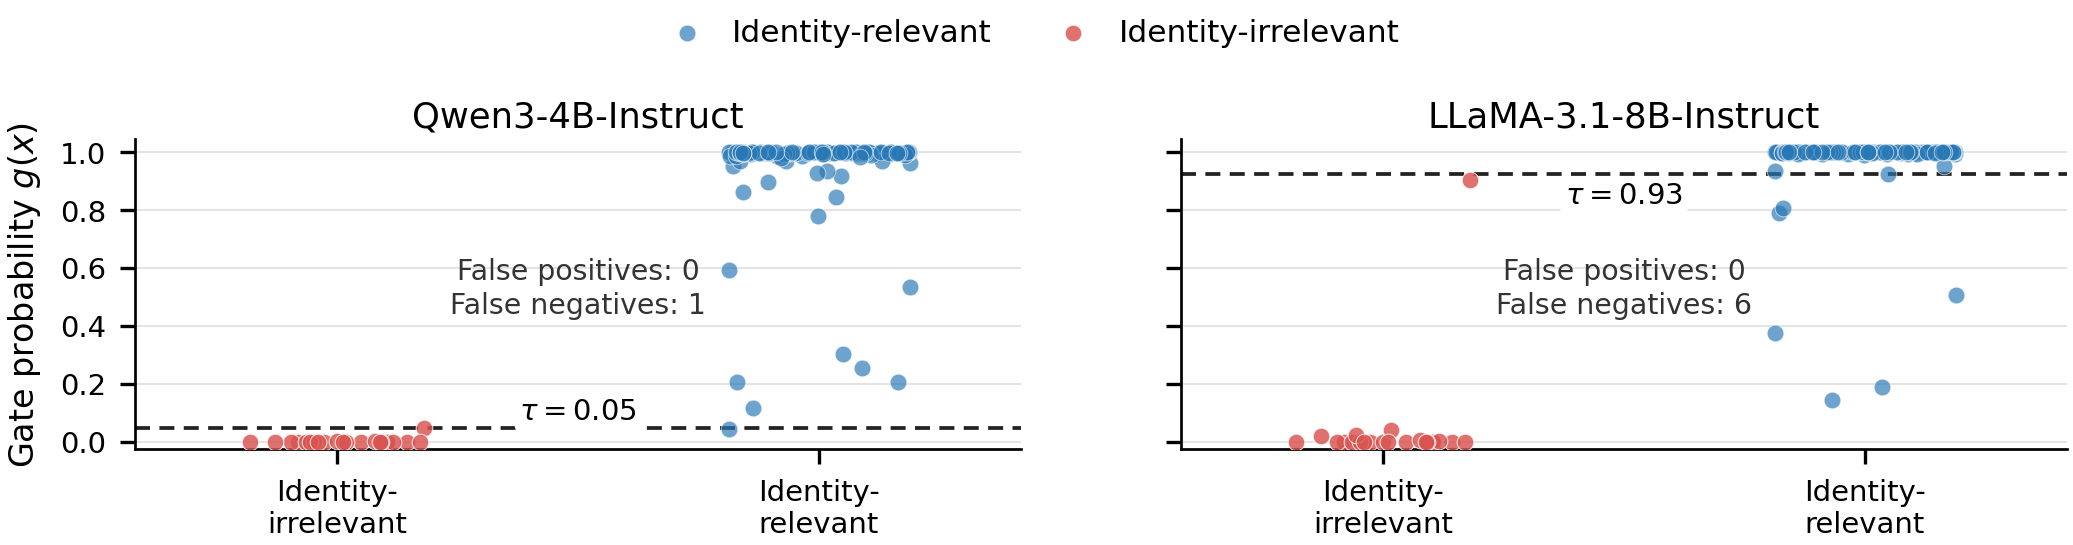 Identity-relevant
Identity-irrelevant
Qwen3-4B-Instruct
Gate probability g(x)
1.0
0.8
0.6
0.4
0.2
0.0
False positives: 0
False negatives: 1
τ = 0.05
Identity-
irrelevant
Identity-
relevant
LLaMA-3.1-8B-Instruct
τ = 0.93
False positives: 0
False negatives: 6
Identity-
irrelevant
Identity-
relevant